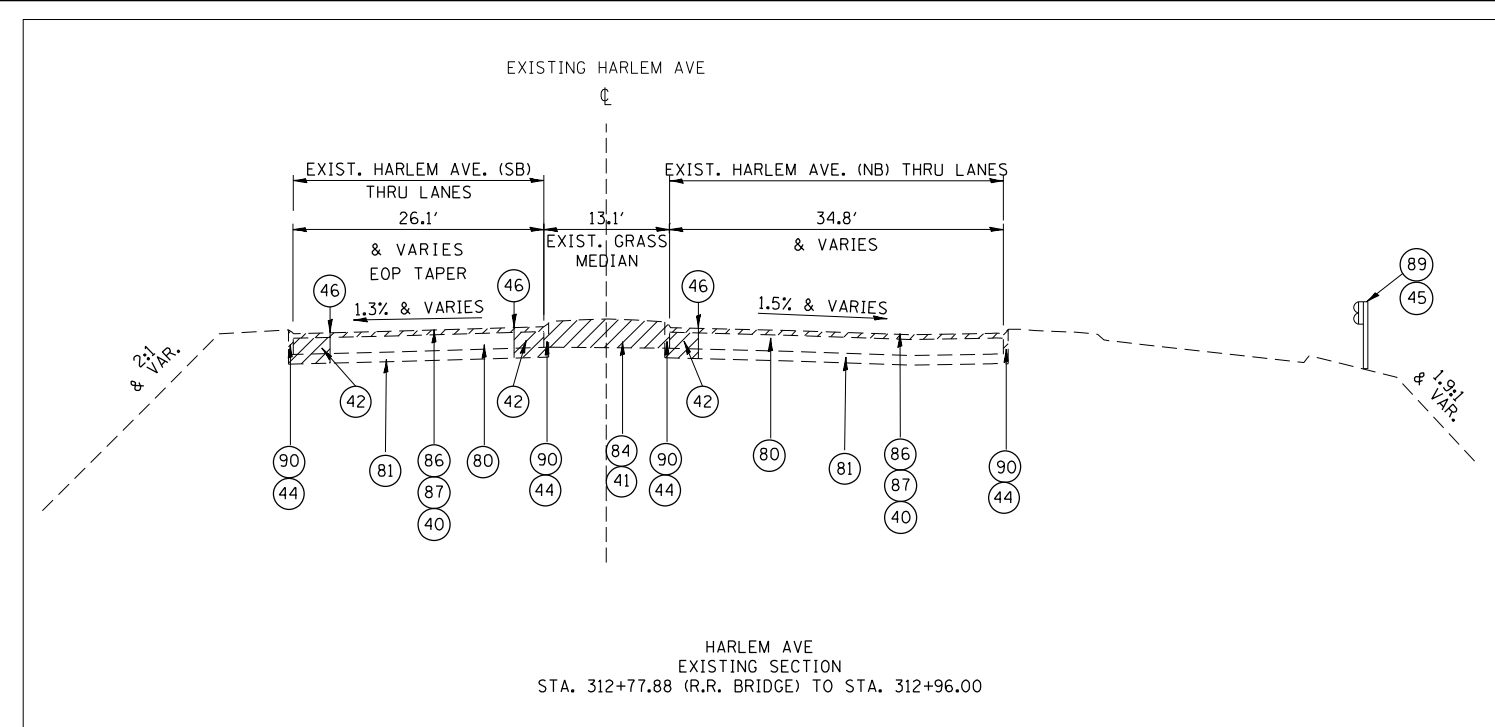 EXISTING HARLEM AVE
℄
EXIST. HARLEM AVE. (SB)
THRU LANES
EXIST. HARLEM AVE. (NB) THRU LANES
26.1'
& VARIES
EOP TAPER
13.1'
EXIST. GRASS
MEDIAN
34.8'
& VARIES
46
46
46
1.3% & VARIES
1.5% & VARIES
89
45
2:1
& VAR.
1.9:1
& VAR.
42
42
42
90
44
81
86
87
40
80
90
44
84
41
90
44
80
81
86
87
40
90
44
HARLEM AVE
EXISTING SECTION
STA. 312+77.88 (R.R. BRIDGE) TO STA. 312+96.00